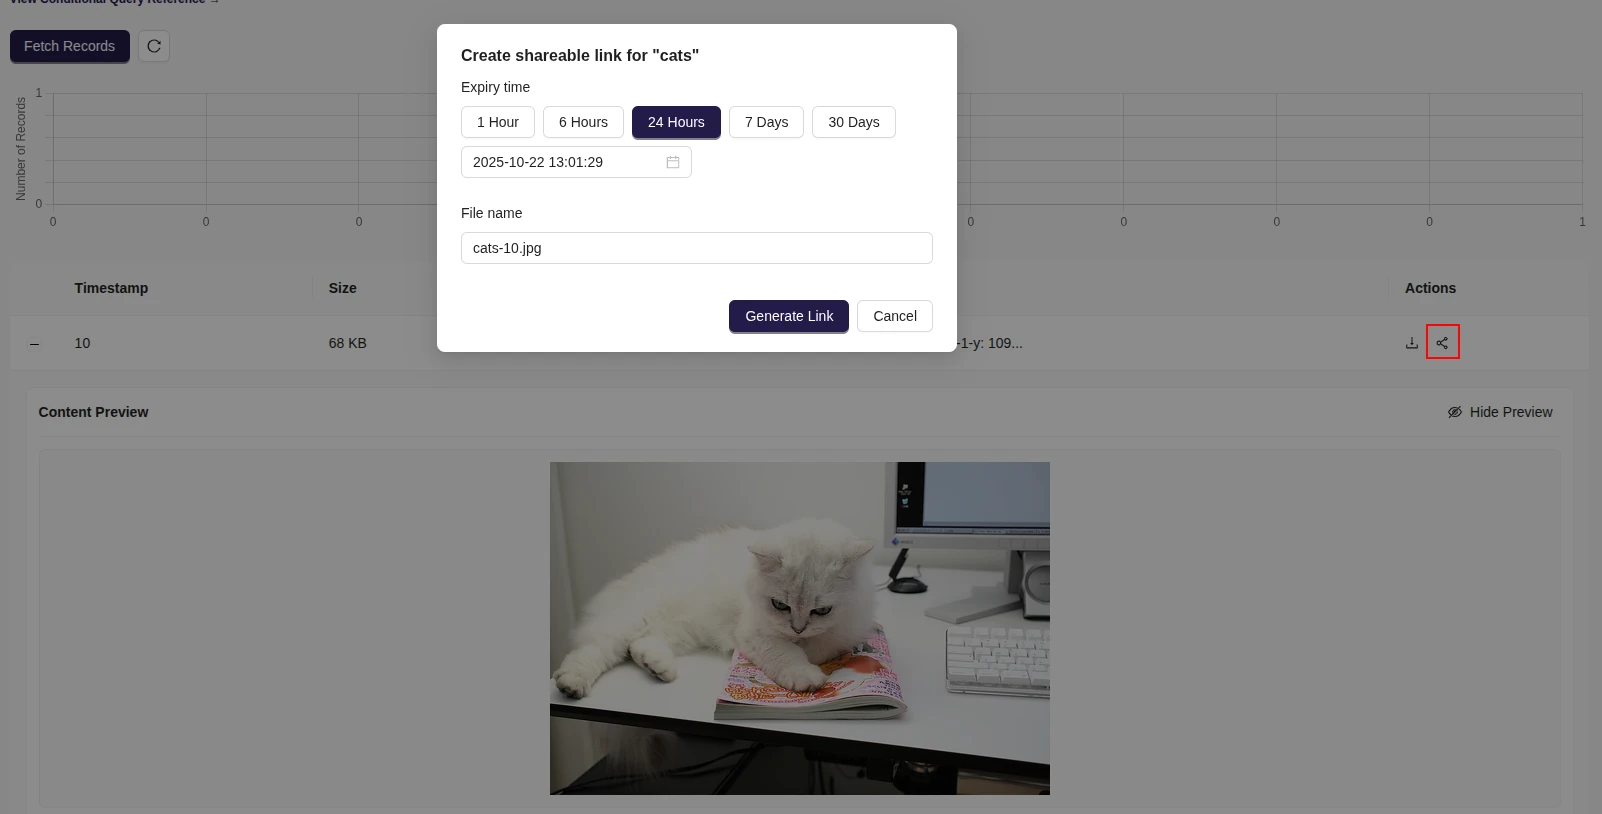 View Conditional Query Reference →
Fetch Records
Create shareable link for "cats"
Expiry time
1 Hour
6 Hours
24 Hours
7 Days
30 Days
2025-10-22 13:01:29
File name
cats-10.jpg
Generate Link
Cancel
Number of Records
1
0
0
0
0
0
0
0
0
1
Timestamp
Size
Actions
10
68 KB
-1-y: 109...
Content Preview
Hide Preview